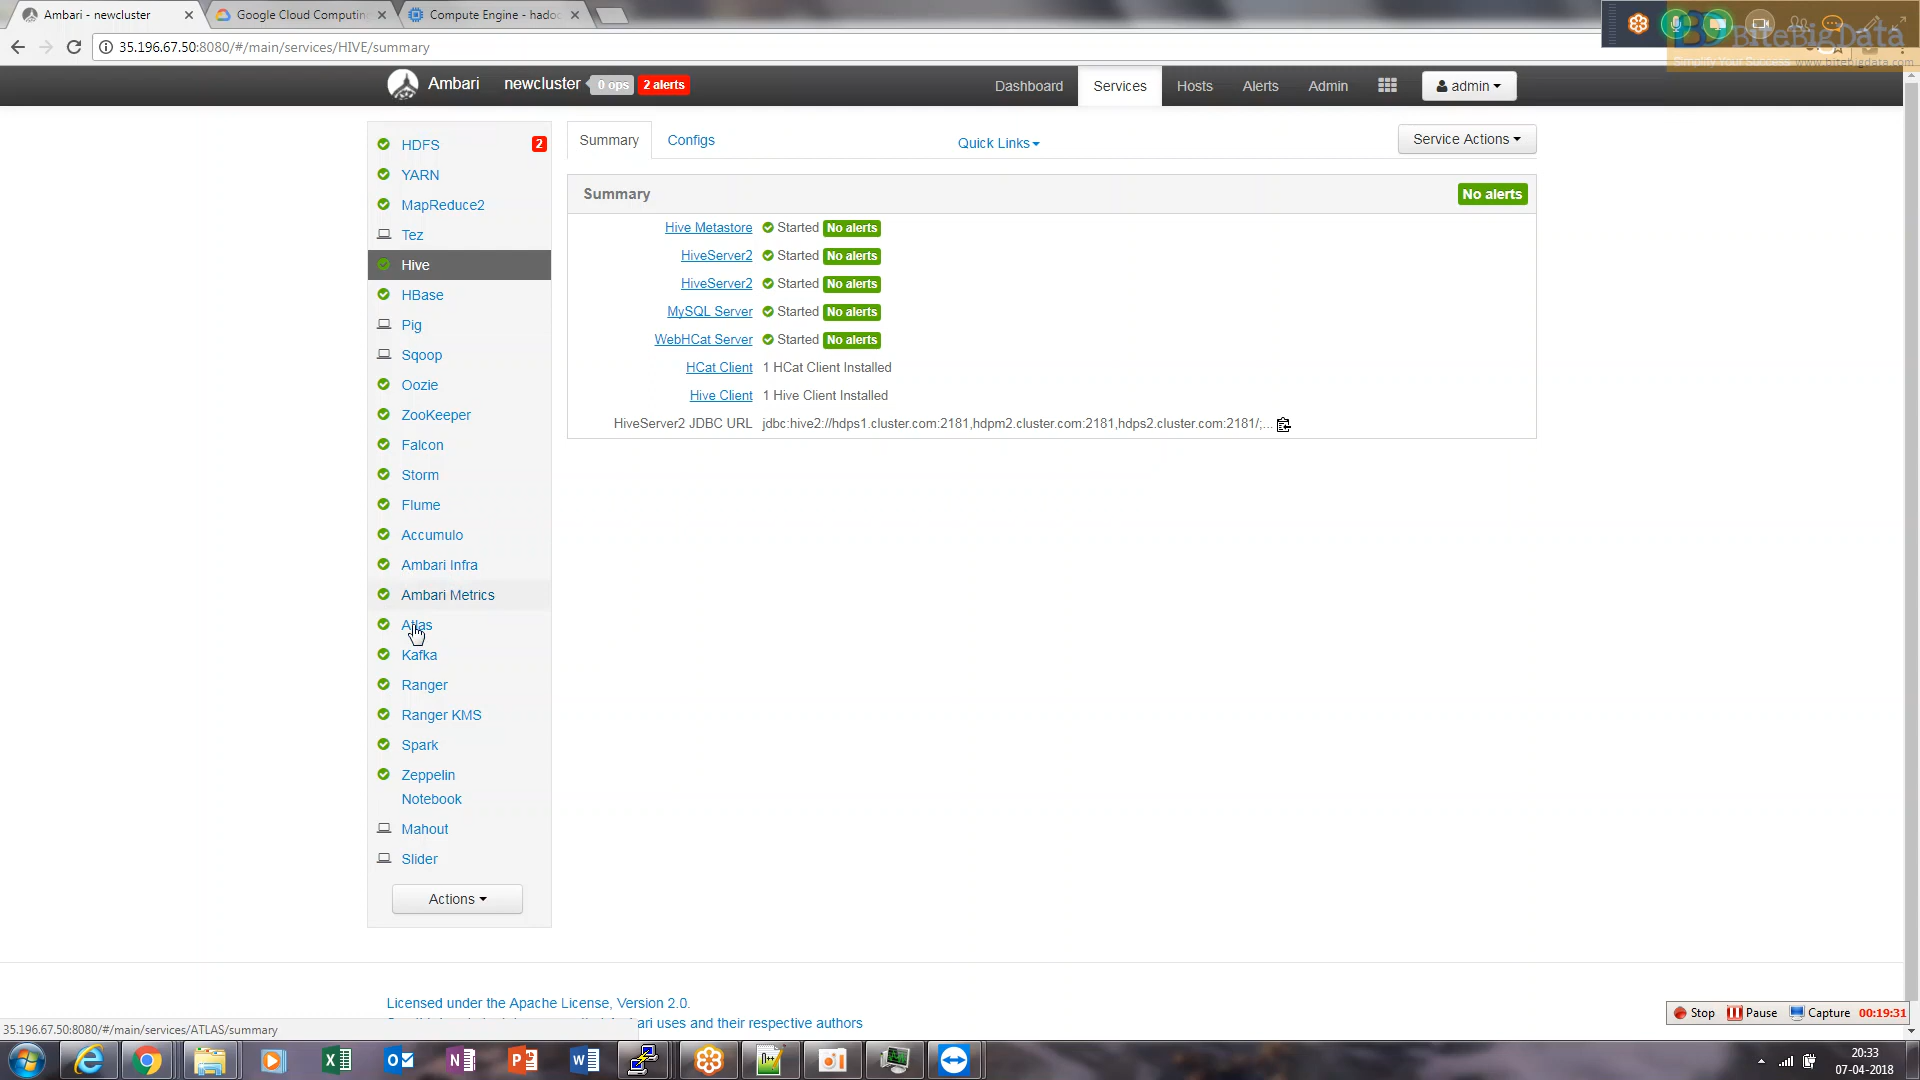 Ambari - newcluster
Google Cloud Computin
Compute Engine - hadoo
35.196.67.50:8080/#/main/services/HIVE/summary
BiteBigData
Simplify Your Success www.bitebigdata.com
Ambari newcluster 0 ops 2 alerts
Dashboard Services Hosts Alerts Admin admin
HDFS 2
YARN
MapReduce2
Tez
Hive
HBase
Pig
Sqoop
Oozie
ZooKeeper
Falcon
Storm
Flume
Accumulo
Ambari Infra
Ambari Metrics
Atlas
Kafka
Ranger
Ranger KMS
Spark
Zeppelin
Notebook
Mahout
Slider
Actions
Summary Configs Quick Links Service Actions
Summary No alerts
Hive Metastore Started No alerts
HiveServer2 Started No alerts
HiveServer2 Started No alerts
MySQL Server Started No alerts
WebHCat Server Started No alerts
HCat Client 1 HCat Client Installed
Hive Client 1 Hive Client Installed
HiveServer2 JDBC URL jdbc:hive2://hdps1.cluster.com:2181,hdpm2.cluster.com:2181,hdps2.cluster.com:2181/;...
Licensed under the Apache License, Version 2.0.
ari uses and their respective authors
35.196.67.50:8080/#/main/services/ATLAS/summary
Stop Pause Capture 00:19:31
20:33
07-04-2018